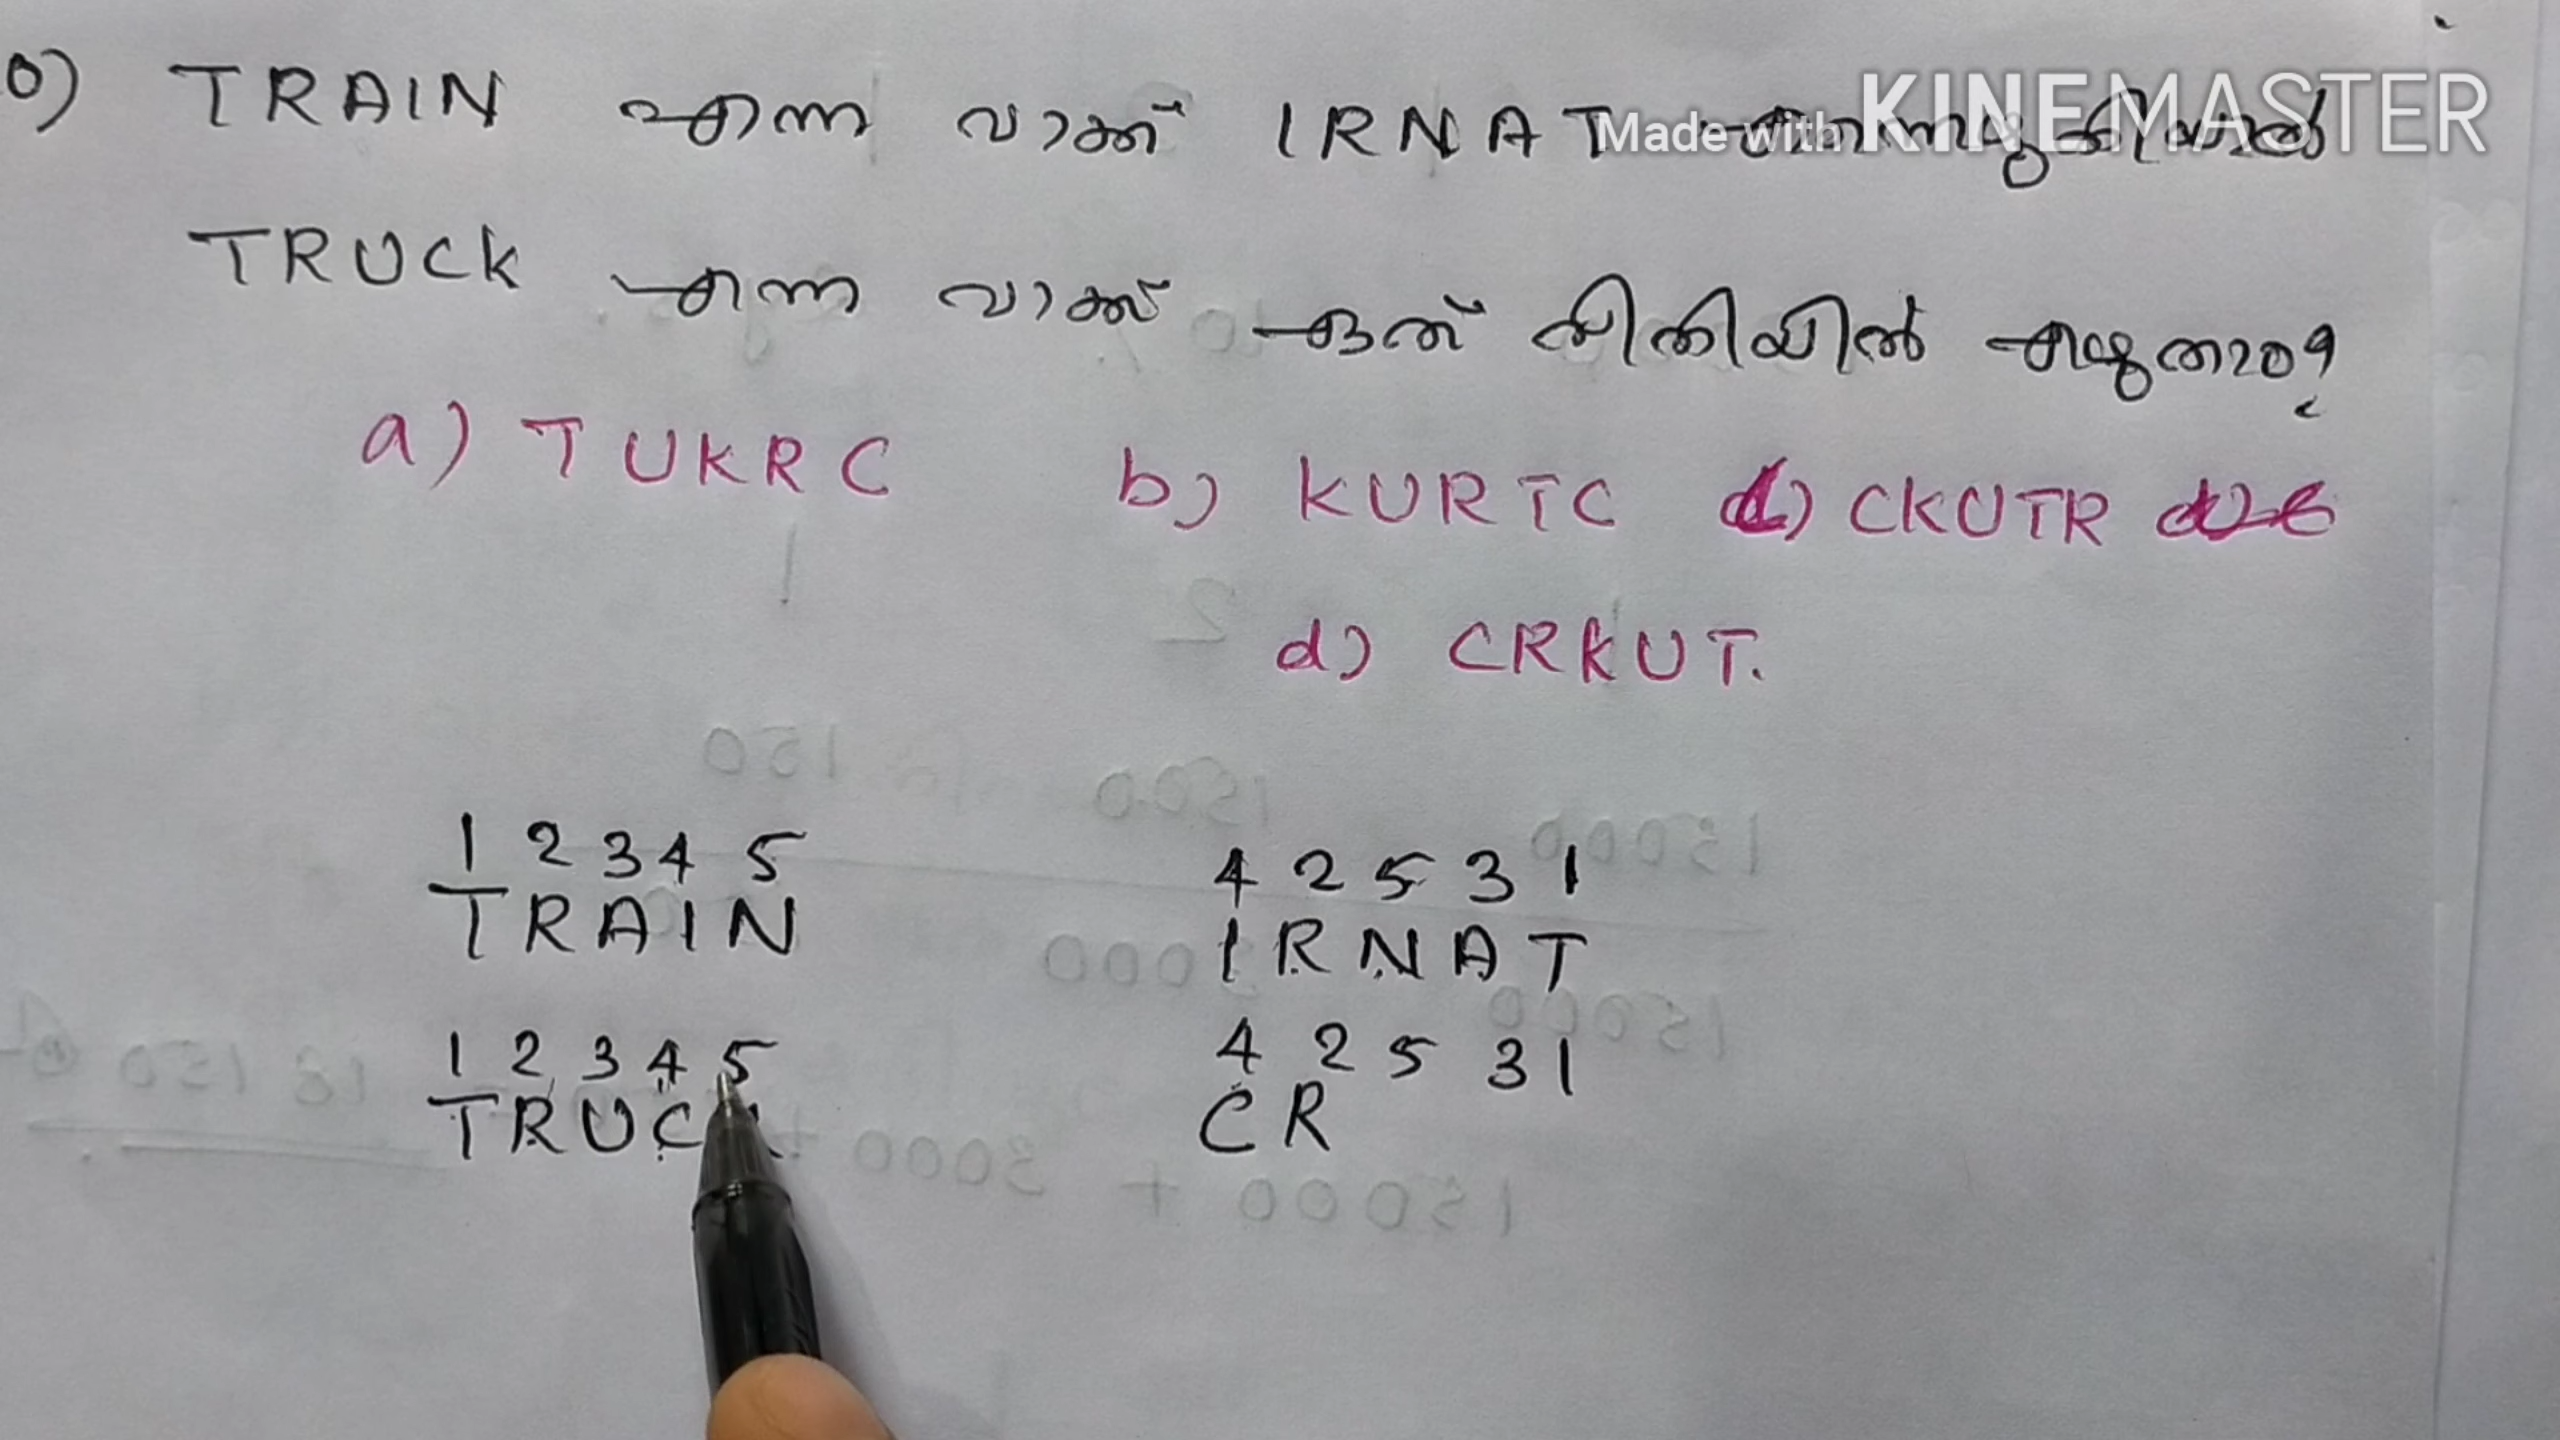 0) TRAIN എന്ന വാക്ക് IRNAT എന്നെഴുതിയാൽ
Made with KINEMASTER
TRUCK എന്ന വാക്ക് ഏത് രീതിയിൽ എഴുതാം?
a) TUKRC b) KURTC c) CKUTR
d) CRKUT.
1 2 3 4 5 4 2 5 3 1
TRAIN IRNAT
1 2 3 4 5 4 2 5 3 1
TRUC CR